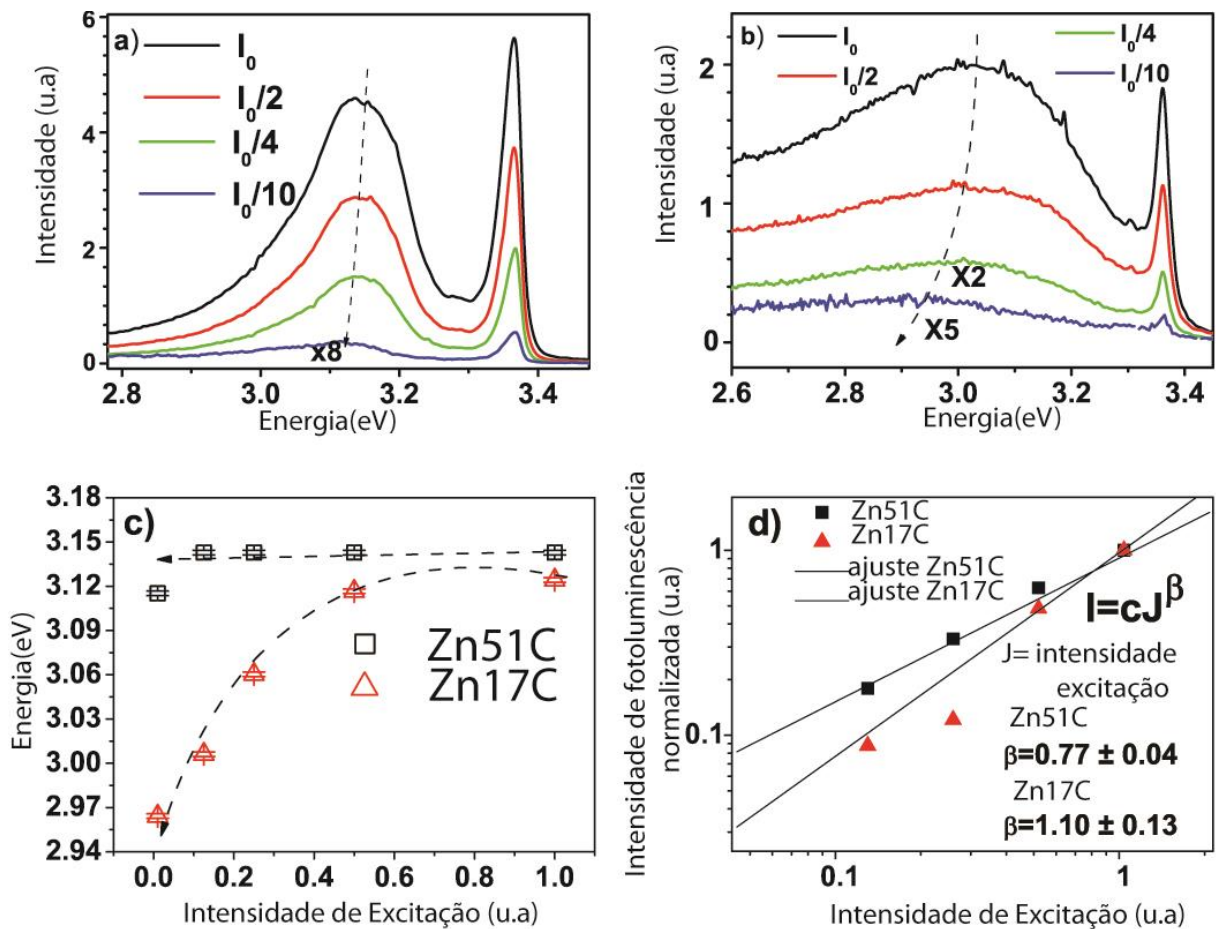 a)
I₀
I₀/2
I₀/4
I₀/10
x8
Intensidade (u.a)
6
4
2
0
2.8 3.0 3.2 3.4
Energia(eV)
b)
I₀
I₀/2
I₀/4
I₀/10
X2
X5
Intensidade (u.a)
2
1
0
2.6 2.8 3.0 3.2 3.4
Energia(eV)
c)
Zn51C
Zn17C
Energia(eV)
3.18
3.15
3.12
3.09
3.06
3.03
3.00
2.97
2.94
0.0 0.2 0.4 0.6 0.8 1.0
Intensidade de Excitação (u.a)
d)
Zn51C
Zn17C
ajuste Zn51C
ajuste Zn17C
I=cJ^β
J= intensidade
excitação
Zn51C
β=0.77 ± 0.04
Zn17C
β=1.10 ± 0.13
Intensidade de fotoluminescência
normalizada (u.a)
1
0.1
0.1 1
Intensidade de Excitação (u.a)